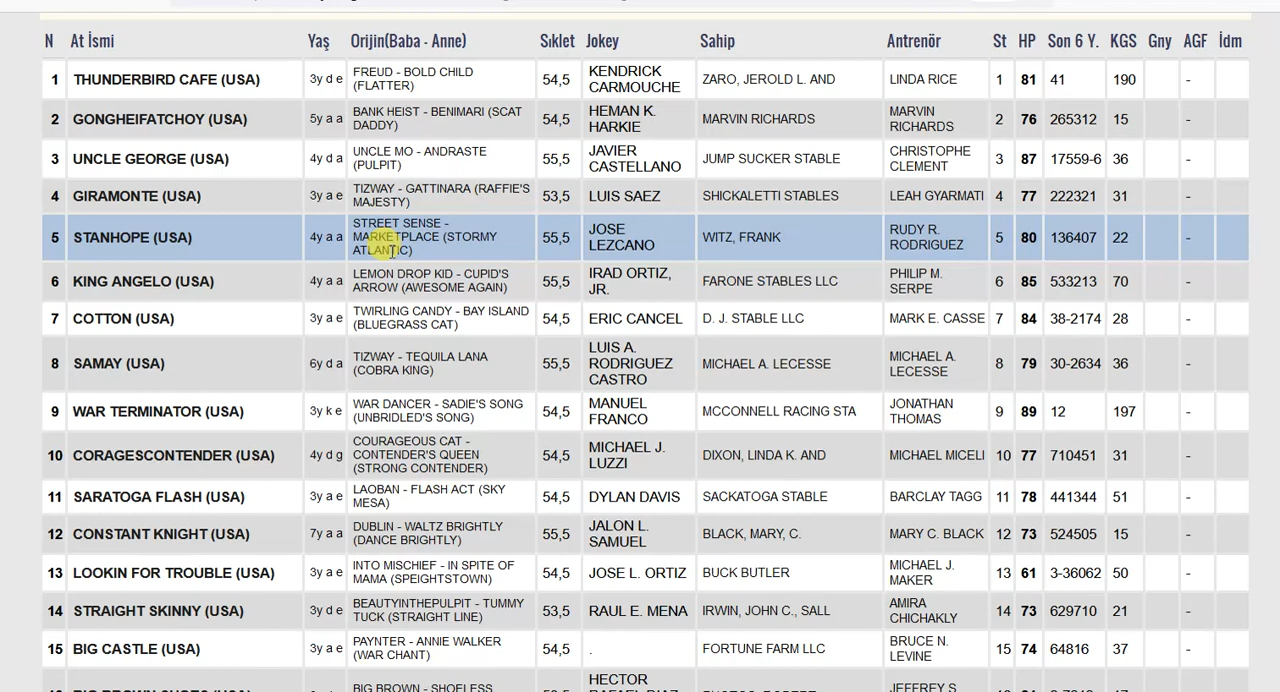 N At İsmi Yaş Orijin(Baba - Anne) Sıklet Jokey Sahip Antrenör St HP Son 6 Y. KGS Gny AGF İdm
1 THUNDERBIRD CAFE (USA) 3y d e FREUD - BOLD CHILD (FLATTER) 54,5 KENDRICK CARMOUCHE ZARO, JEROLD L. AND LINDA RICE 1 81 41 190 -
2 GONGHEIFATCHOY (USA) 5y a a BANK HEIST - BENIMARI (SCAT DADDY) 54,5 HEMAN K. HARKIE MARVIN RICHARDS MARVIN RICHARDS 2 76 265312 15 -
3 UNCLE GEORGE (USA) 4y d a UNCLE MO - ANDRASTE (PULPIT) 55,5 JAVIER CASTELLANO JUMP SUCKER STABLE CHRISTOPHE CLEMENT 3 87 17559-6 36 -
4 GIRAMONTE (USA) 3y a e TIZWAY - GATTINARA (RAFFIE'S MAJESTY) 53,5 LUIS SAEZ SHICKALETTI STABLES LEAH GYARMATI 4 77 222321 31 -
5 STANHOPE (USA) 4y a a STREET SENSE - MARKETPLACE (STORMY ATLANTIC) 55,5 JOSE LEZCANO WITZ, FRANK RUDY R. RODRIGUEZ 5 80 136407 22 -
6 KING ANGELO (USA) 4y a a LEMON DROP KID - CUPID'S ARROW (AWESOME AGAIN) 55,5 IRAD ORTIZ, JR. FARONE STABLES LLC PHILIP M. SERPE 6 85 533213 70 -
7 COTTON (USA) 3y a e TWIRLING CANDY - BAY ISLAND (BLUEGRASS CAT) 54,5 ERIC CANCEL D. J. STABLE LLC MARK E. CASSE 7 84 38-2174 28 -
8 SAMAY (USA) 6y d a TIZWAY - TEQUILA LANA (COBRA KING) 55,5 LUIS A. RODRIGUEZ CASTRO MICHAEL A. LECESSE MICHAEL A. LECESSE 8 79 30-2634 36 -
9 WAR TERMINATOR (USA) 3y k e WAR DANCER - SADIE'S SONG (UNBRIDLED'S SONG) 54,5 MANUEL FRANCO MCCONNELL RACING STA JONATHAN THOMAS 9 89 12 197 -
10 CORAGESCONTENDER (USA) 4y d g COURAGEOUS CAT - CONTENDER'S QUEEN (STRONG CONTENDER) 54,5 MICHAEL J. LUZZI DIXON, LINDA K. AND MICHAEL MICELI 10 77 710451 31 -
11 SARATOGA FLASH (USA) 3y a e LAOBAN - FLASH ACT (SKY MESA) 54,5 DYLAN DAVIS SACKATOGA STABLE BARCLAY TAGG 11 78 441344 51 -
12 CONSTANT KNIGHT (USA) 7y a a DUBLIN - WALTZ BRIGHTLY (DANCE BRIGHTLY) 55,5 JALON L. SAMUEL BLACK, MARY, C. MARY C. BLACK 12 73 524505 15 -
13 LOOKIN FOR TROUBLE (USA) 3y a e INTO MISCHIEF - IN SPITE OF MAMA (SPEIGHTSTOWN) 54,5 JOSE L. ORTIZ BUCK BUTLER MICHAEL J. MAKER 13 61 3-36062 50 -
14 STRAIGHT SKINNY (USA) 3y d e BEAUTYINTHEPULPIT - TUMMY TUCK (STRAIGHT LINE) 53,5 RAUL E. MENA IRWIN, JOHN C., SALL AMIRA CHICHAKLY 14 73 629710 21 -
15 BIG CASTLE (USA) 3y a e PAYNTER - ANNIE WALKER (WAR CHANT) 54,5 . FORTUNE FARM LLC BRUCE N. LEVINE 15 74 64816 37 -
BIG BROWN - SHOELESS HECTOR JEFFREY S